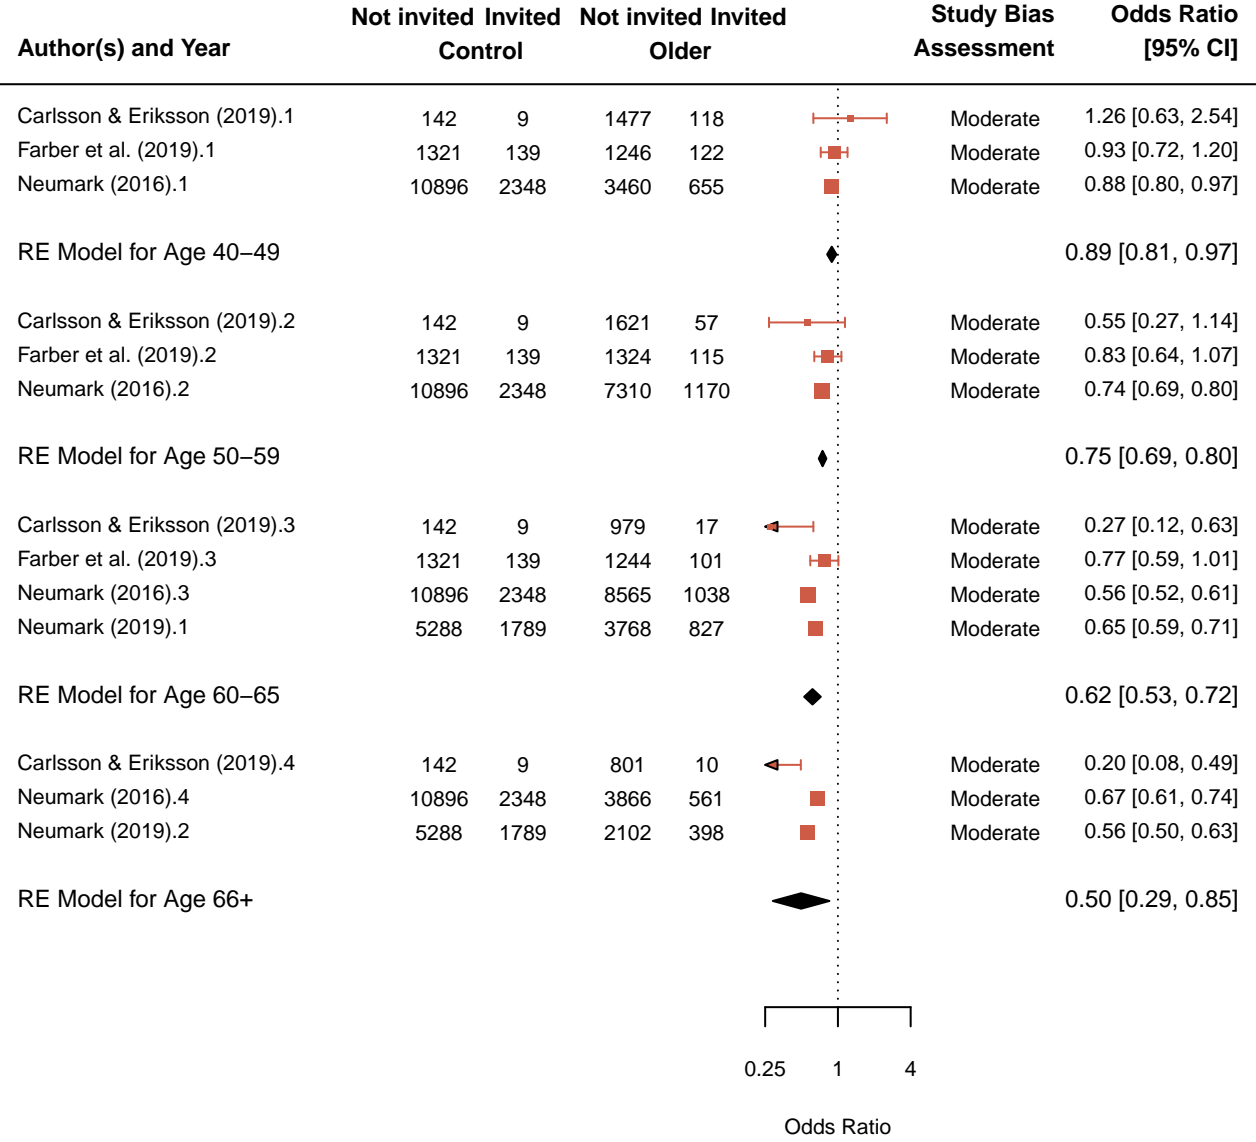 Not invited Invited Not invited Invited Study Bias Odds Ratio
Author(s) and Year Control Older Assessment [95% CI]
Carlsson & Eriksson (2019).1 142 9 1477 118 Moderate 1.26 [0.63, 2.54]
Farber et al. (2019).1 1321 139 1246 122 Moderate 0.93 [0.72, 1.20]
Neumark (2016).1 10896 2348 3460 655 Moderate 0.88 [0.80, 0.97]
RE Model for Age 40−49 0.89 [0.81, 0.97]
Carlsson & Eriksson (2019).2 142 9 1621 57 Moderate 0.55 [0.27, 1.14]
Farber et al. (2019).2 1321 139 1324 115 Moderate 0.83 [0.64, 1.07]
Neumark (2016).2 10896 2348 7310 1170 Moderate 0.74 [0.69, 0.80]
RE Model for Age 50−59 0.75 [0.69, 0.80]
Carlsson & Eriksson (2019).3 142 9 979 17 Moderate 0.27 [0.12, 0.63]
Farber et al. (2019).3 1321 139 1244 101 Moderate 0.77 [0.59, 1.01]
Neumark (2016).3 10896 2348 8565 1038 Moderate 0.56 [0.52, 0.61]
Neumark (2019).1 5288 1789 3768 827 Moderate 0.65 [0.59, 0.71]
RE Model for Age 60−65 0.62 [0.53, 0.72]
Carlsson & Eriksson (2019).4 142 9 801 10 Moderate 0.20 [0.08, 0.49]
Neumark (2016).4 10896 2348 3866 561 Moderate 0.67 [0.61, 0.74]
Neumark (2019).2 5288 1789 2102 398 Moderate 0.56 [0.50, 0.63]
RE Model for Age 66+ 0.50 [0.29, 0.85]
0.25 1 4
Odds Ratio